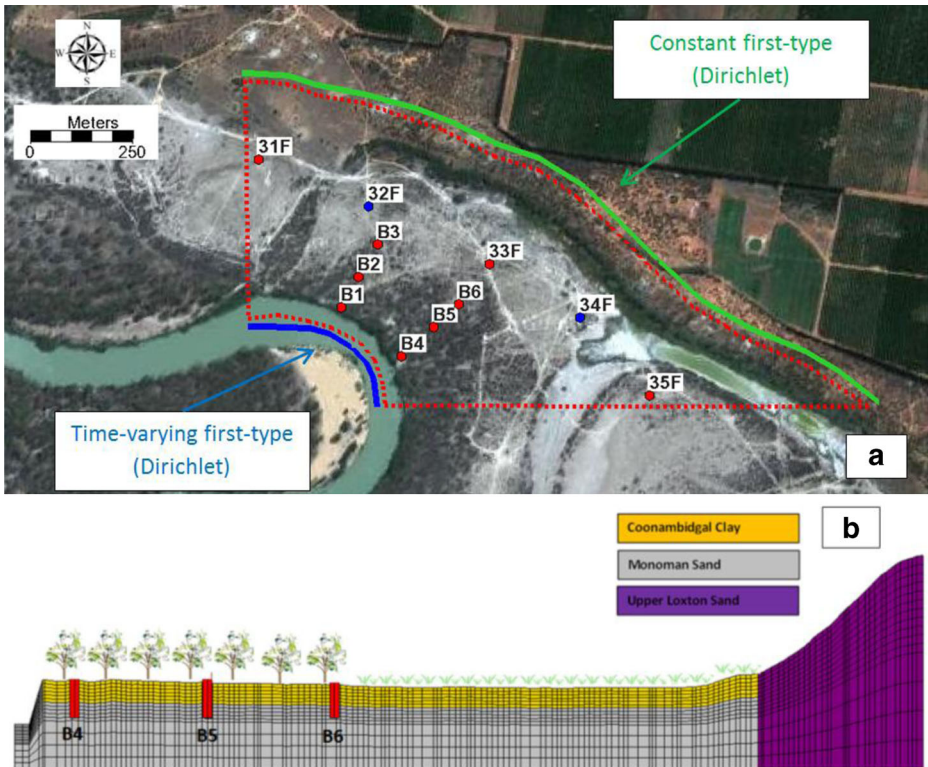 N
W E
S
Meters
0 250
Constant first-type
(Dirichlet)
31F
32F
B3
B2
33F
B1
B6
34F
B5
B4
35F
Time-varying first-type
(Dirichlet)
a
b
Coonambidgal Clay
Monoman Sand
Upper Loxton Sand
B4 B5 B6